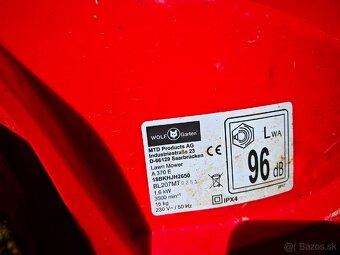 WOLF Garten
MTD Products AG
Industriestraße 23
D-66129 Saarbrücken
Lawn Mower
A 370 E
18BKHJH2650
BL207MT
1,6 kW
3500 min⁻¹
15 kg
230 V~ / 50 Hz
CE
IPX4
LWA
96 dB
Bazos.sk